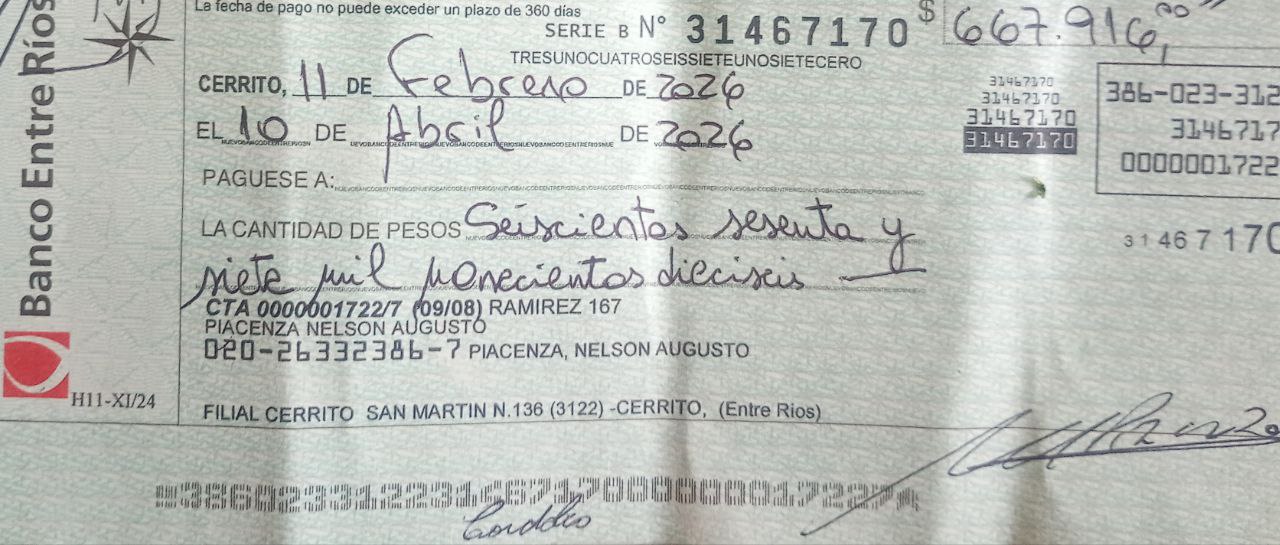 La fecha de pago no puede exceder un plazo de 360 días
SERIE B N° 31467170 $ 667.916,00
TRESUNOCUATROSEISSIETEUNOSIETECERO
CERRITO, 11 DE Febrero DE 2026
31467170
31467170
31467170
31467170
386-023-312
3146717
0000001722
EL 10 DE Abril DE 2026
PAGUESE A:
LA CANTIDAD DE PESOS Seiscientos sesenta y
siete mil novecientos dieciseis
31467170
CTA 0000001722/7 (09/08) RAMIREZ 167
PIACENZA NELSON AUGUSTO
020-26332386-7 PIACENZA, NELSON AUGUSTO
FILIAL CERRITO SAN MARTIN N.136 (3122) -CERRITO, (Entre Rios)
Banco Entre Ríos
H11-XI/24
386023312231467170000000017227